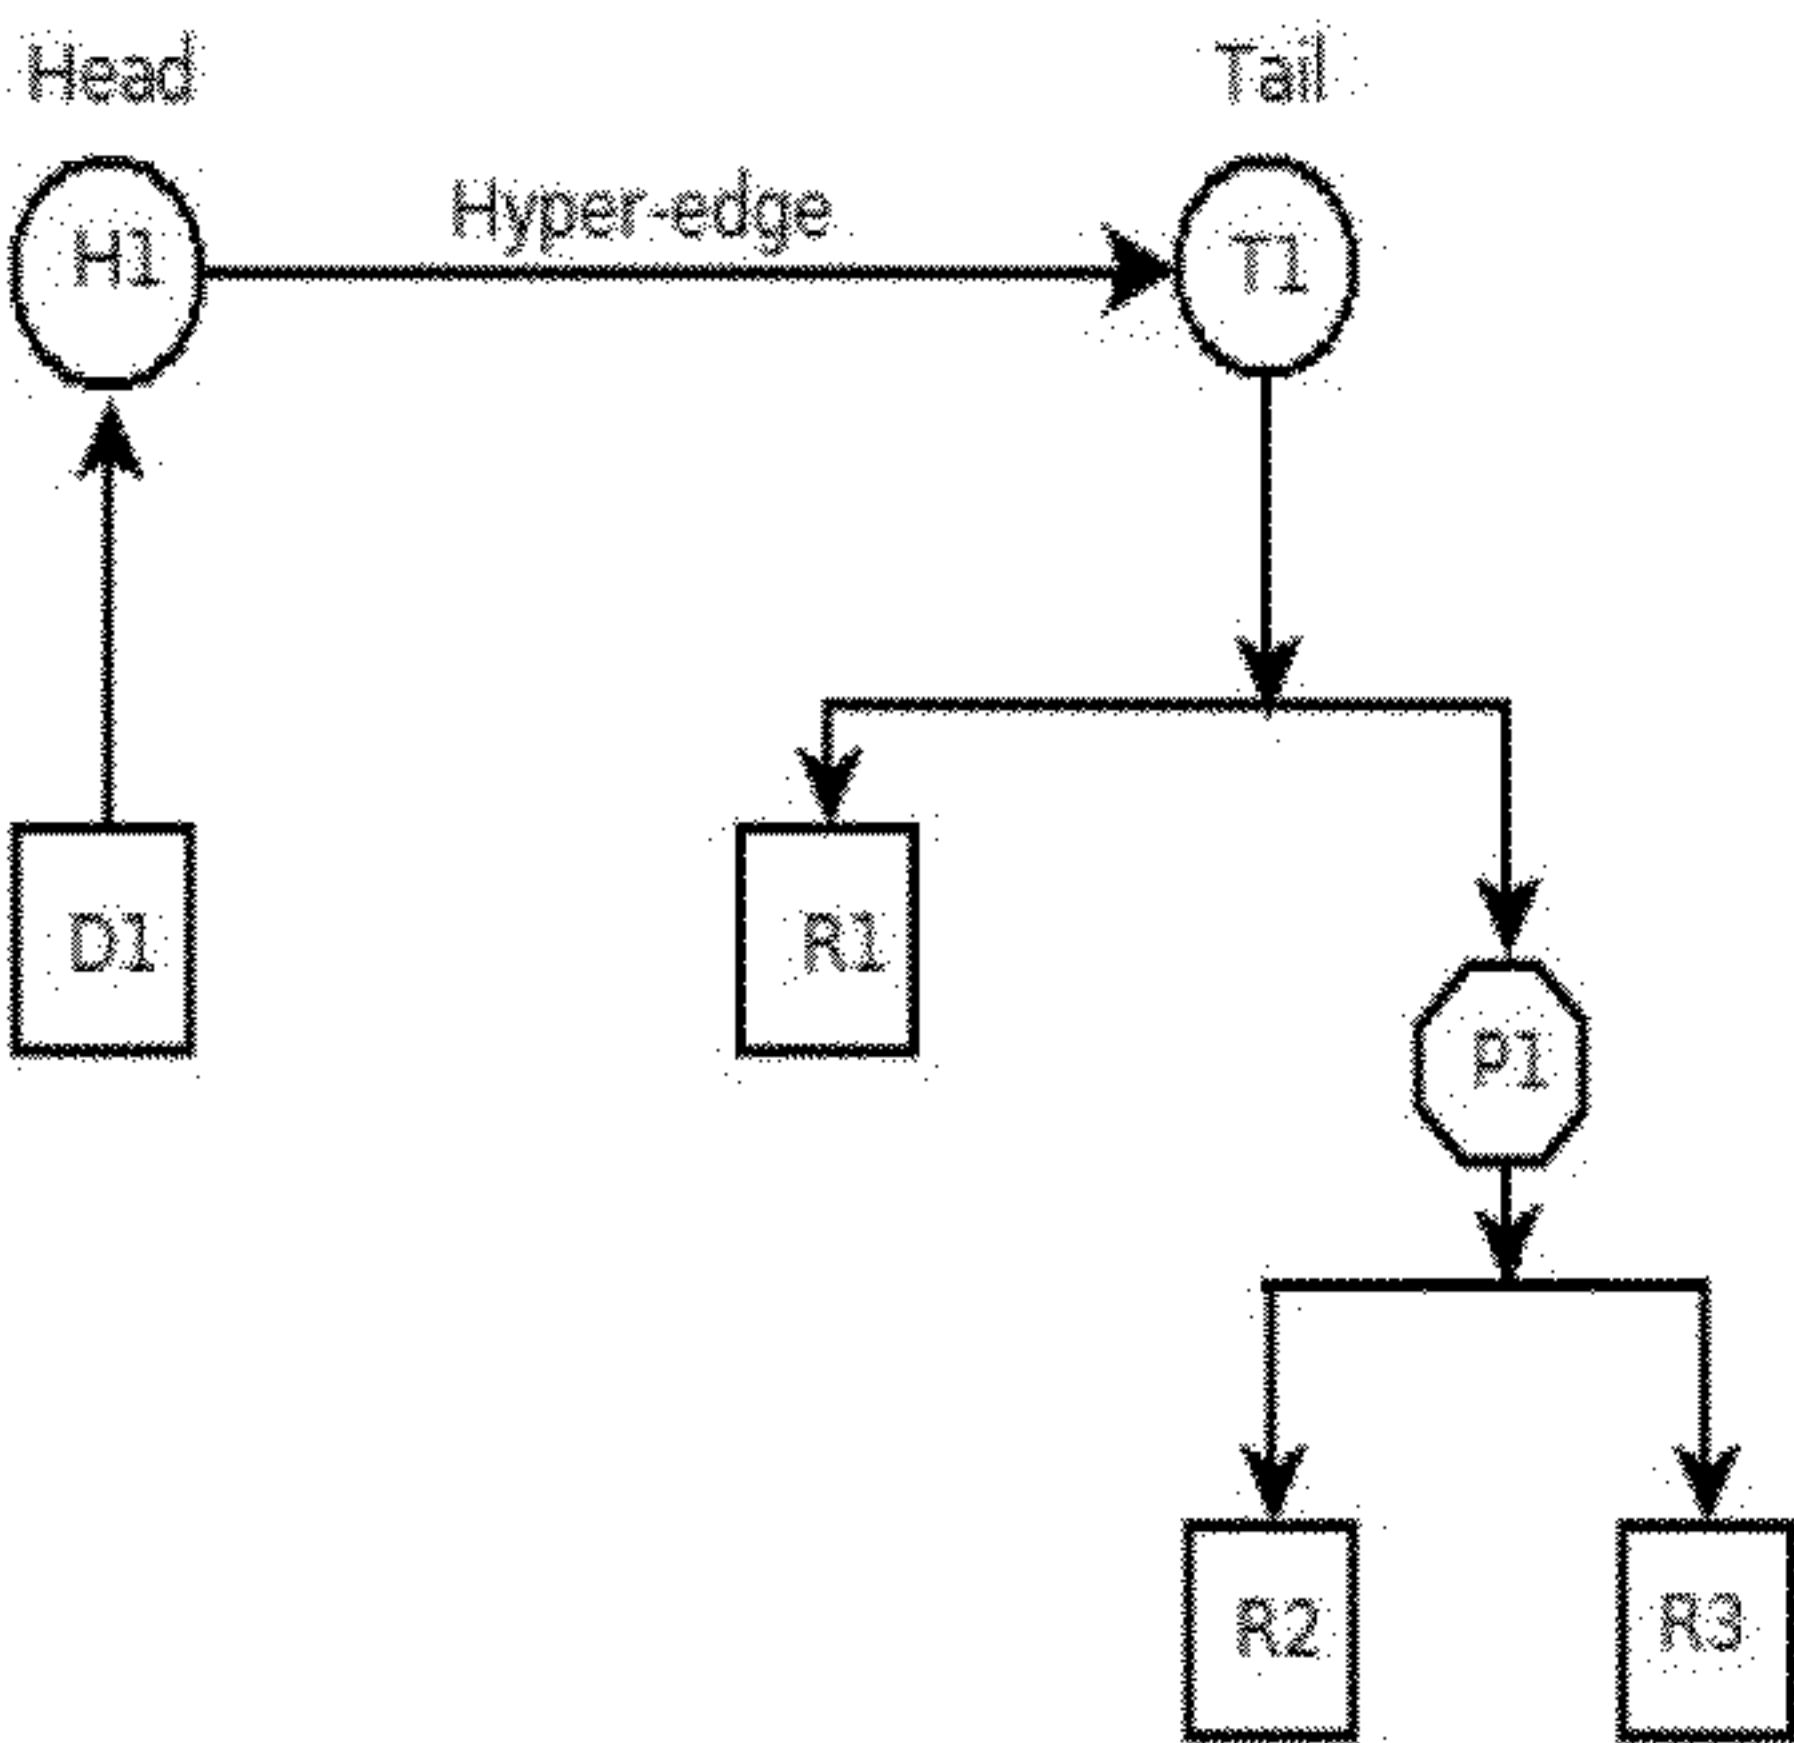 Head
Tail
Hyper-edge
H1
T1
D1
R1
P1
R2
R3